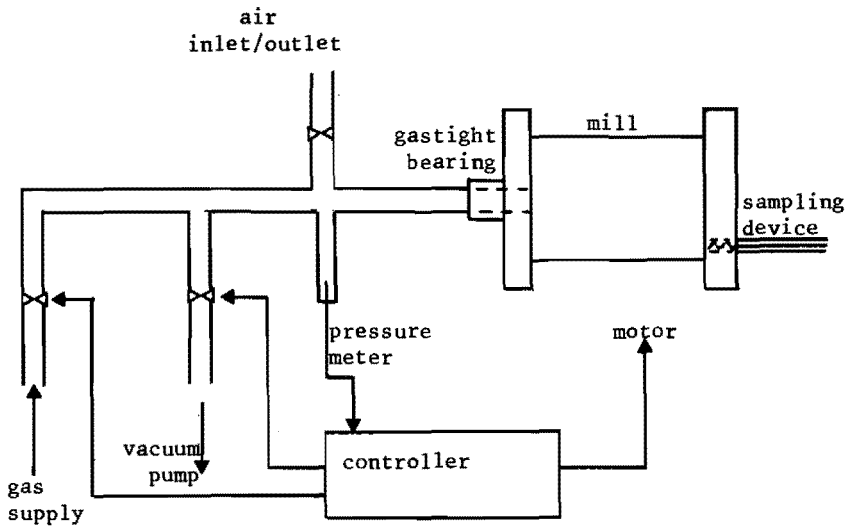 air
inlet/outlet
gastight
bearing
mill
sampling
device
pressure
meter
motor
vacuum
pump
controller
gas
supply